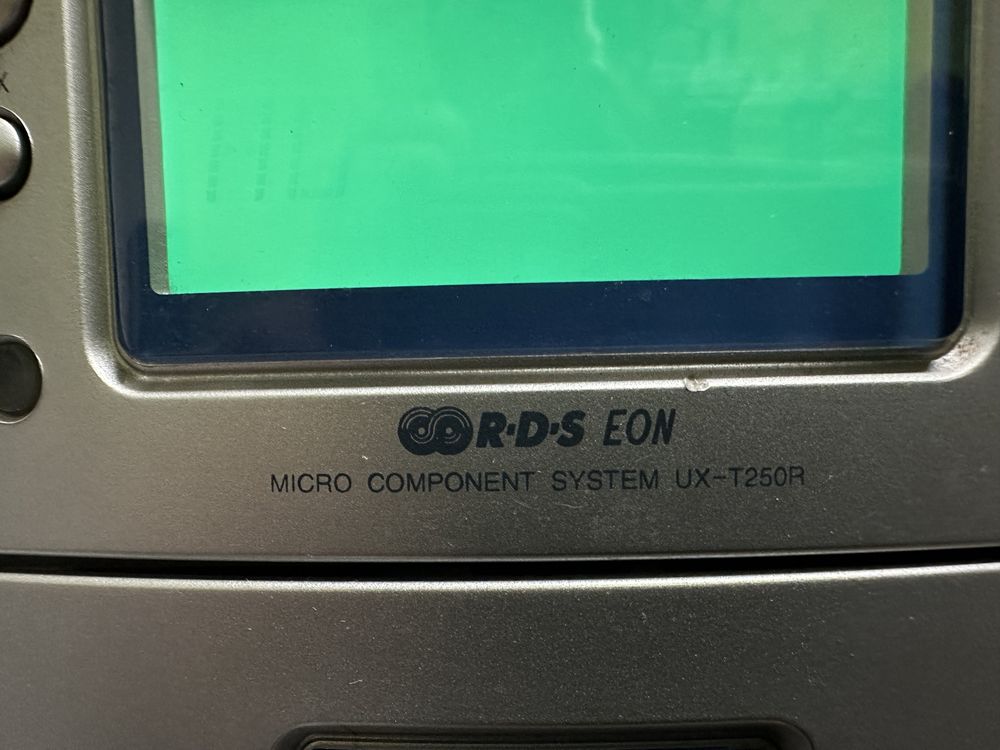 X
R·D·S EON
MICRO COMPONENT SYSTEM UX-T250R